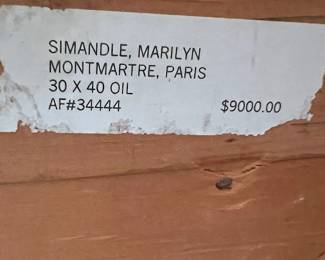 SIMANDLE, MARILYN
MONTMARTRE, PARIS
30 X 40 OIL
AF#34444 $9000.00